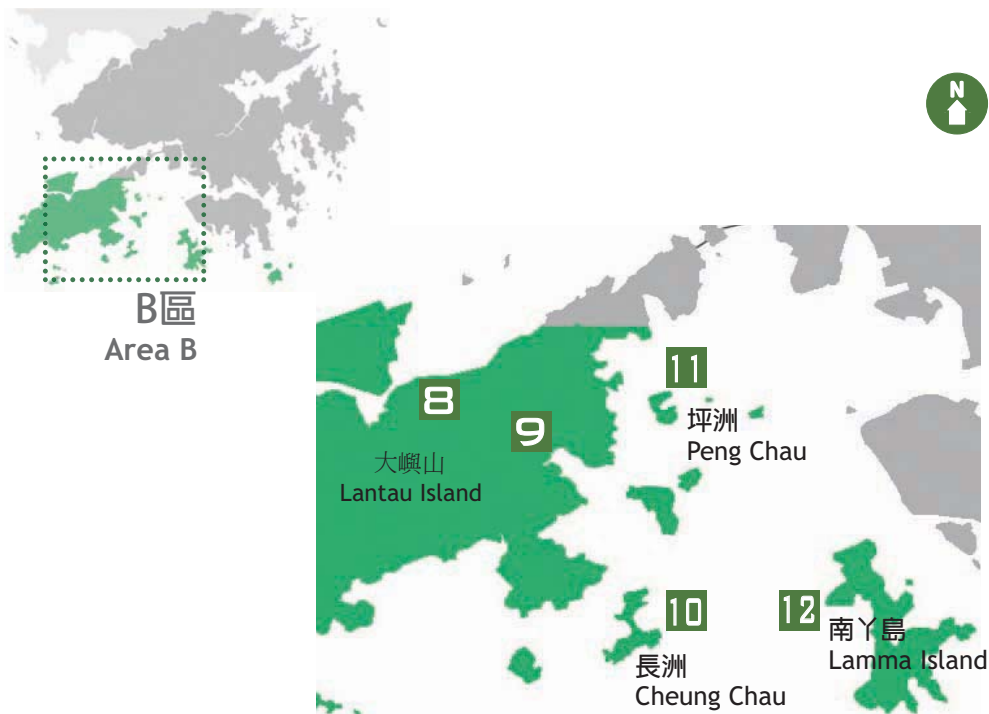 N
B區
Area B
8
9
大嶼山
Lantau Island
11
坪洲
Peng Chau
10
長洲
Cheung Chau
12
南丫島
Lamma Island